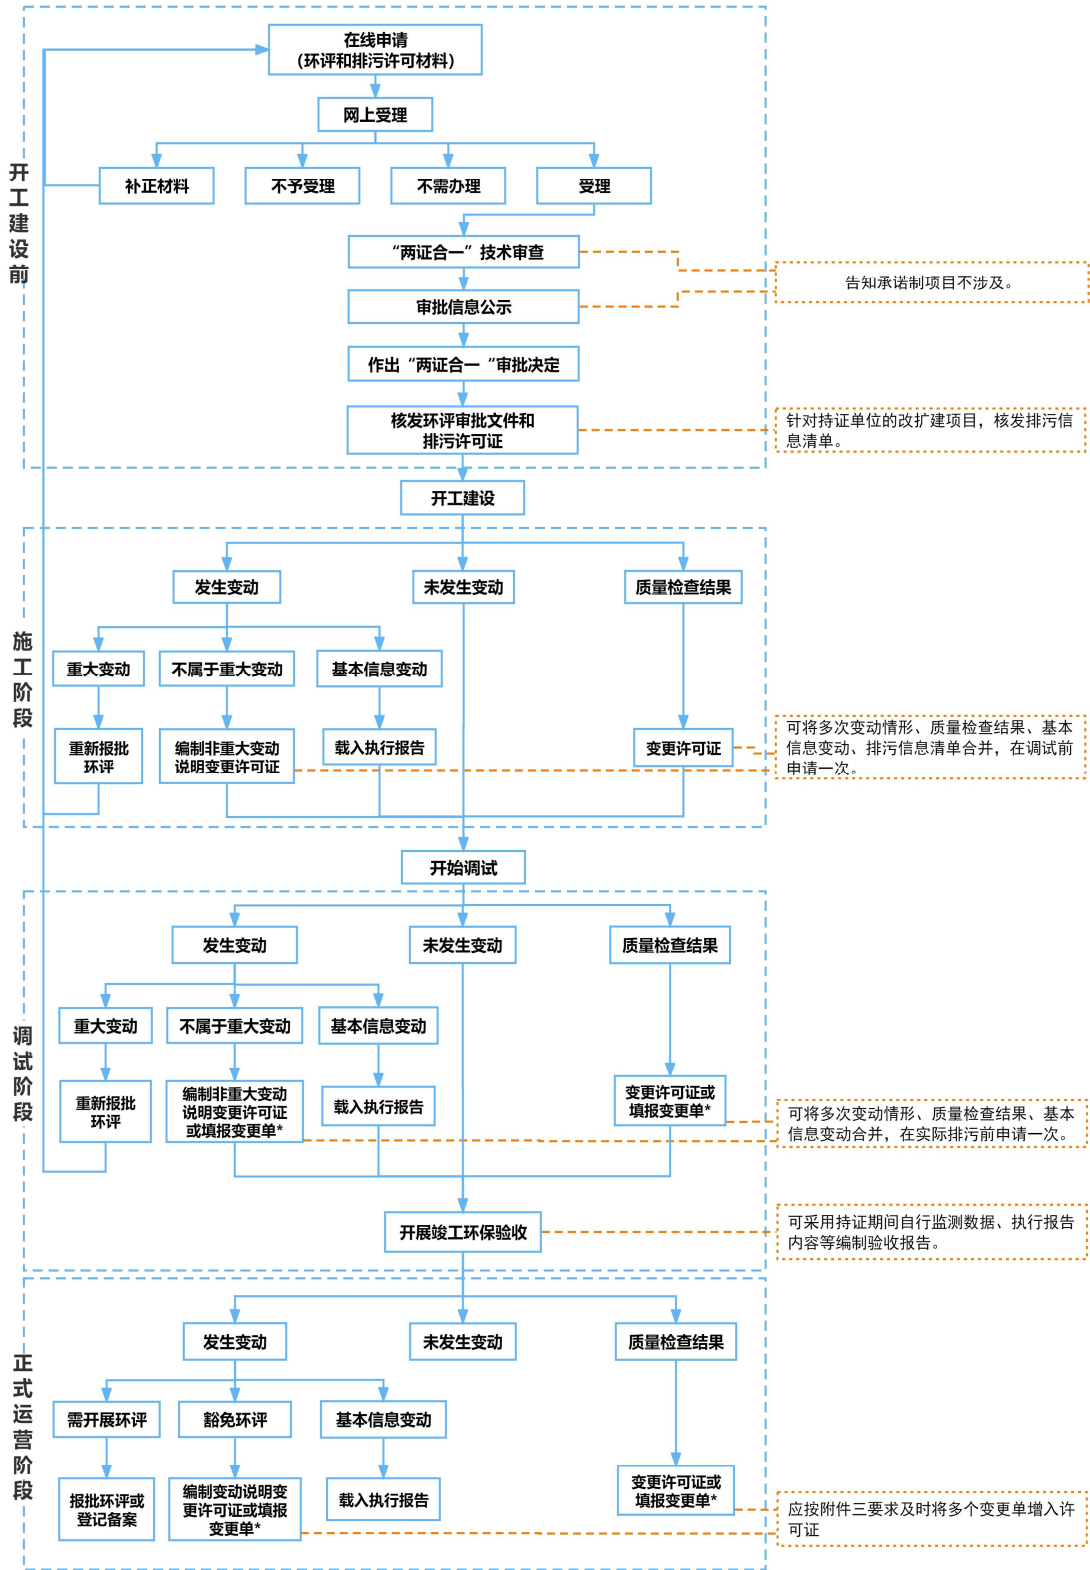 开工建设前
在线申请
（环评和排污许可材料）
网上受理
补正材料
不予受理
不需办理
受理
“两证合一”技术审查
告知承诺制项目不涉及。
审批信息公示
作出“两证合一“审批决定
核发环评审批文件和
排污许可证
针对持证单位的改扩建项目，核发排污信
息清单。
开工建设
施工阶段
发生变动
未发生变动
质量检查结果
重大变动
不属于重大变动
基本信息变动
重新报批
环评
编制非重大变动
说明变更许可证
载入执行报告
变更许可证
可将多次变动情形、质量检查结果、基本
信息变动、排污信息清单合并，在调试前
申请一次。
开始调试
调试阶段
发生变动
未发生变动
质量检查结果
重大变动
不属于重大变动
基本信息变动
重新报批
环评
编制非重大变动
说明变更许可证
或填报变更单*
载入执行报告
变更许可证或
填报变更单*
可将多次变动情形、质量检查结果、基本
信息变动合并，在实际排污前申请一次。
开展竣工环保验收
可采用持证期间自行监测数据、执行报告
内容等编制验收报告。
正式运营阶段
发生变动
未发生变动
质量检查结果
需开展环评
豁免环评
基本信息变动
报批环评或
登记备案
编制变动说明变
更许可证或填报
变更单*
载入执行报告
变更许可证或
填报变更单*
应按附件三要求及时将多个变更单增入许
可证